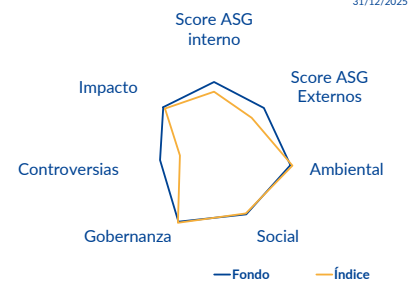 31/12/2025
Score ASG
interno
Score ASG
Externos
Impacto
Controversias
Ambiental
Gobernanza
Social
Fondo
Índice